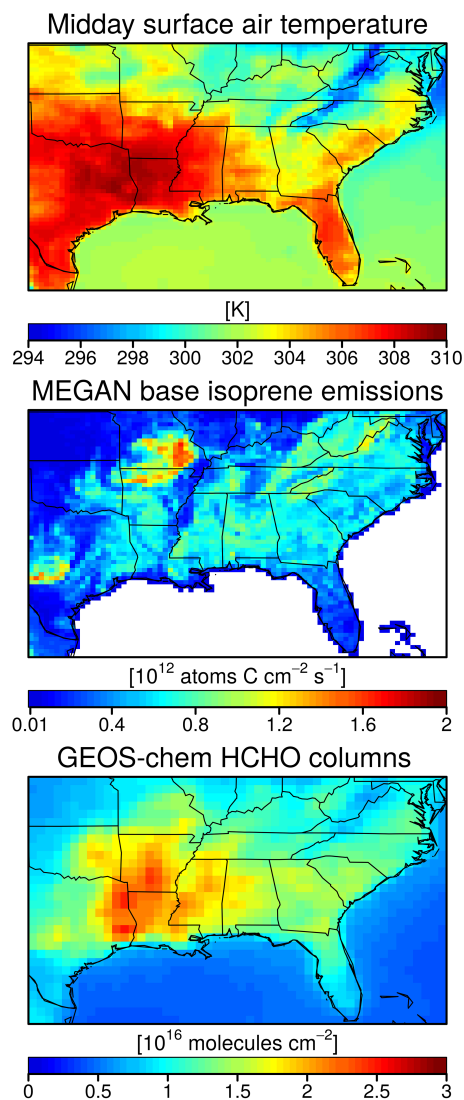 Midday surface air temperature
[K]
294 296 298 300 302 304 306 308 310
MEGAN base isoprene emissions
[10¹² atoms C cm⁻² s⁻¹]
0.01 0.4 0.8 1.2 1.6 2
GEOS-chem HCHO columns
[10¹⁶ molecules cm⁻²]
0 0.5 1 1.5 2 2.5 3